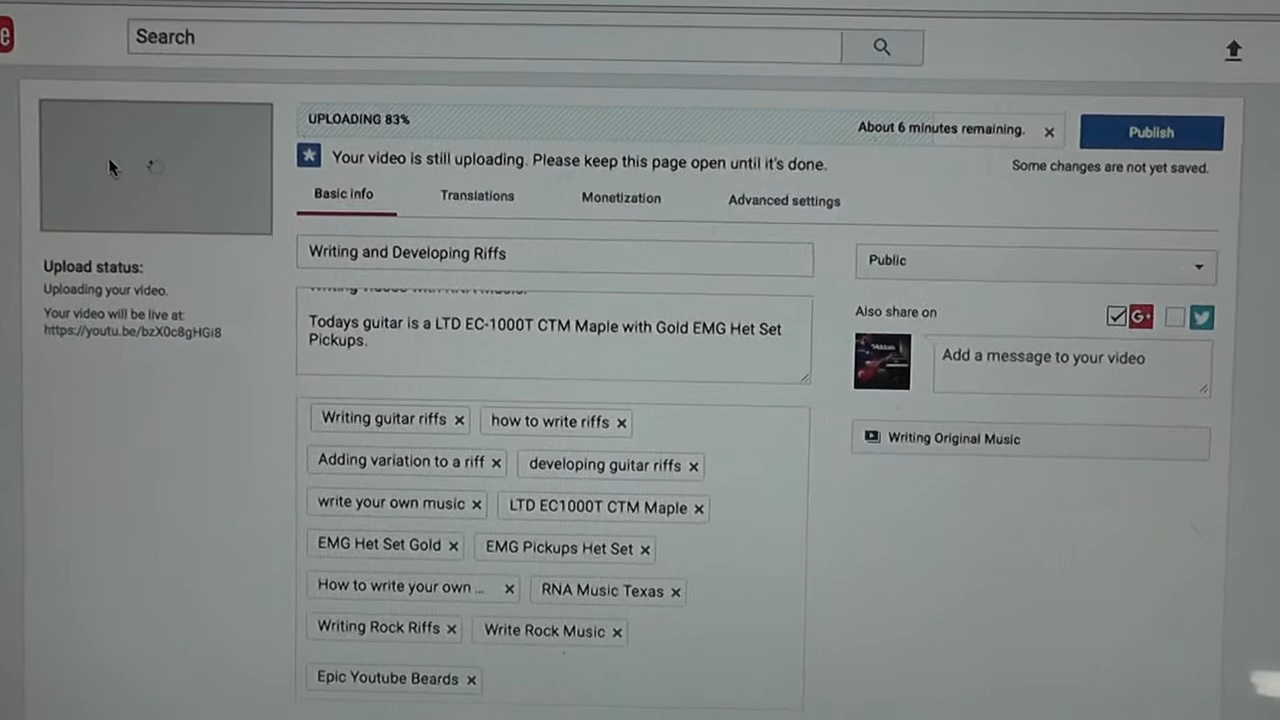 e
Search
UPLOADING 83%
About 6 minutes remaining.
Publish
Your video is still uploading. Please keep this page open until it's done.
Some changes are not yet saved.
Basic info
Translations
Monetization
Advanced settings
Upload status:
Uploading your video.
Your video will be live at:
https://youtu.be/bzX0c8gHGi8
Writing and Developing Riffs
Todays guitar is a LTD EC-1000T CTM Maple with Gold EMG Het Set
Pickups.
Writing guitar riffs × how to write riffs ×
Adding variation to a riff × developing guitar riffs ×
write your own music × LTD EC1000T CTM Maple ×
EMG Het Set Gold × EMG Pickups Het Set ×
How to write your own ... × RNA Music Texas ×
Writing Rock Riffs × Write Rock Music ×
Epic Youtube Beards ×
Public
Also share on
G+
Add a message to your video
Writing Original Music